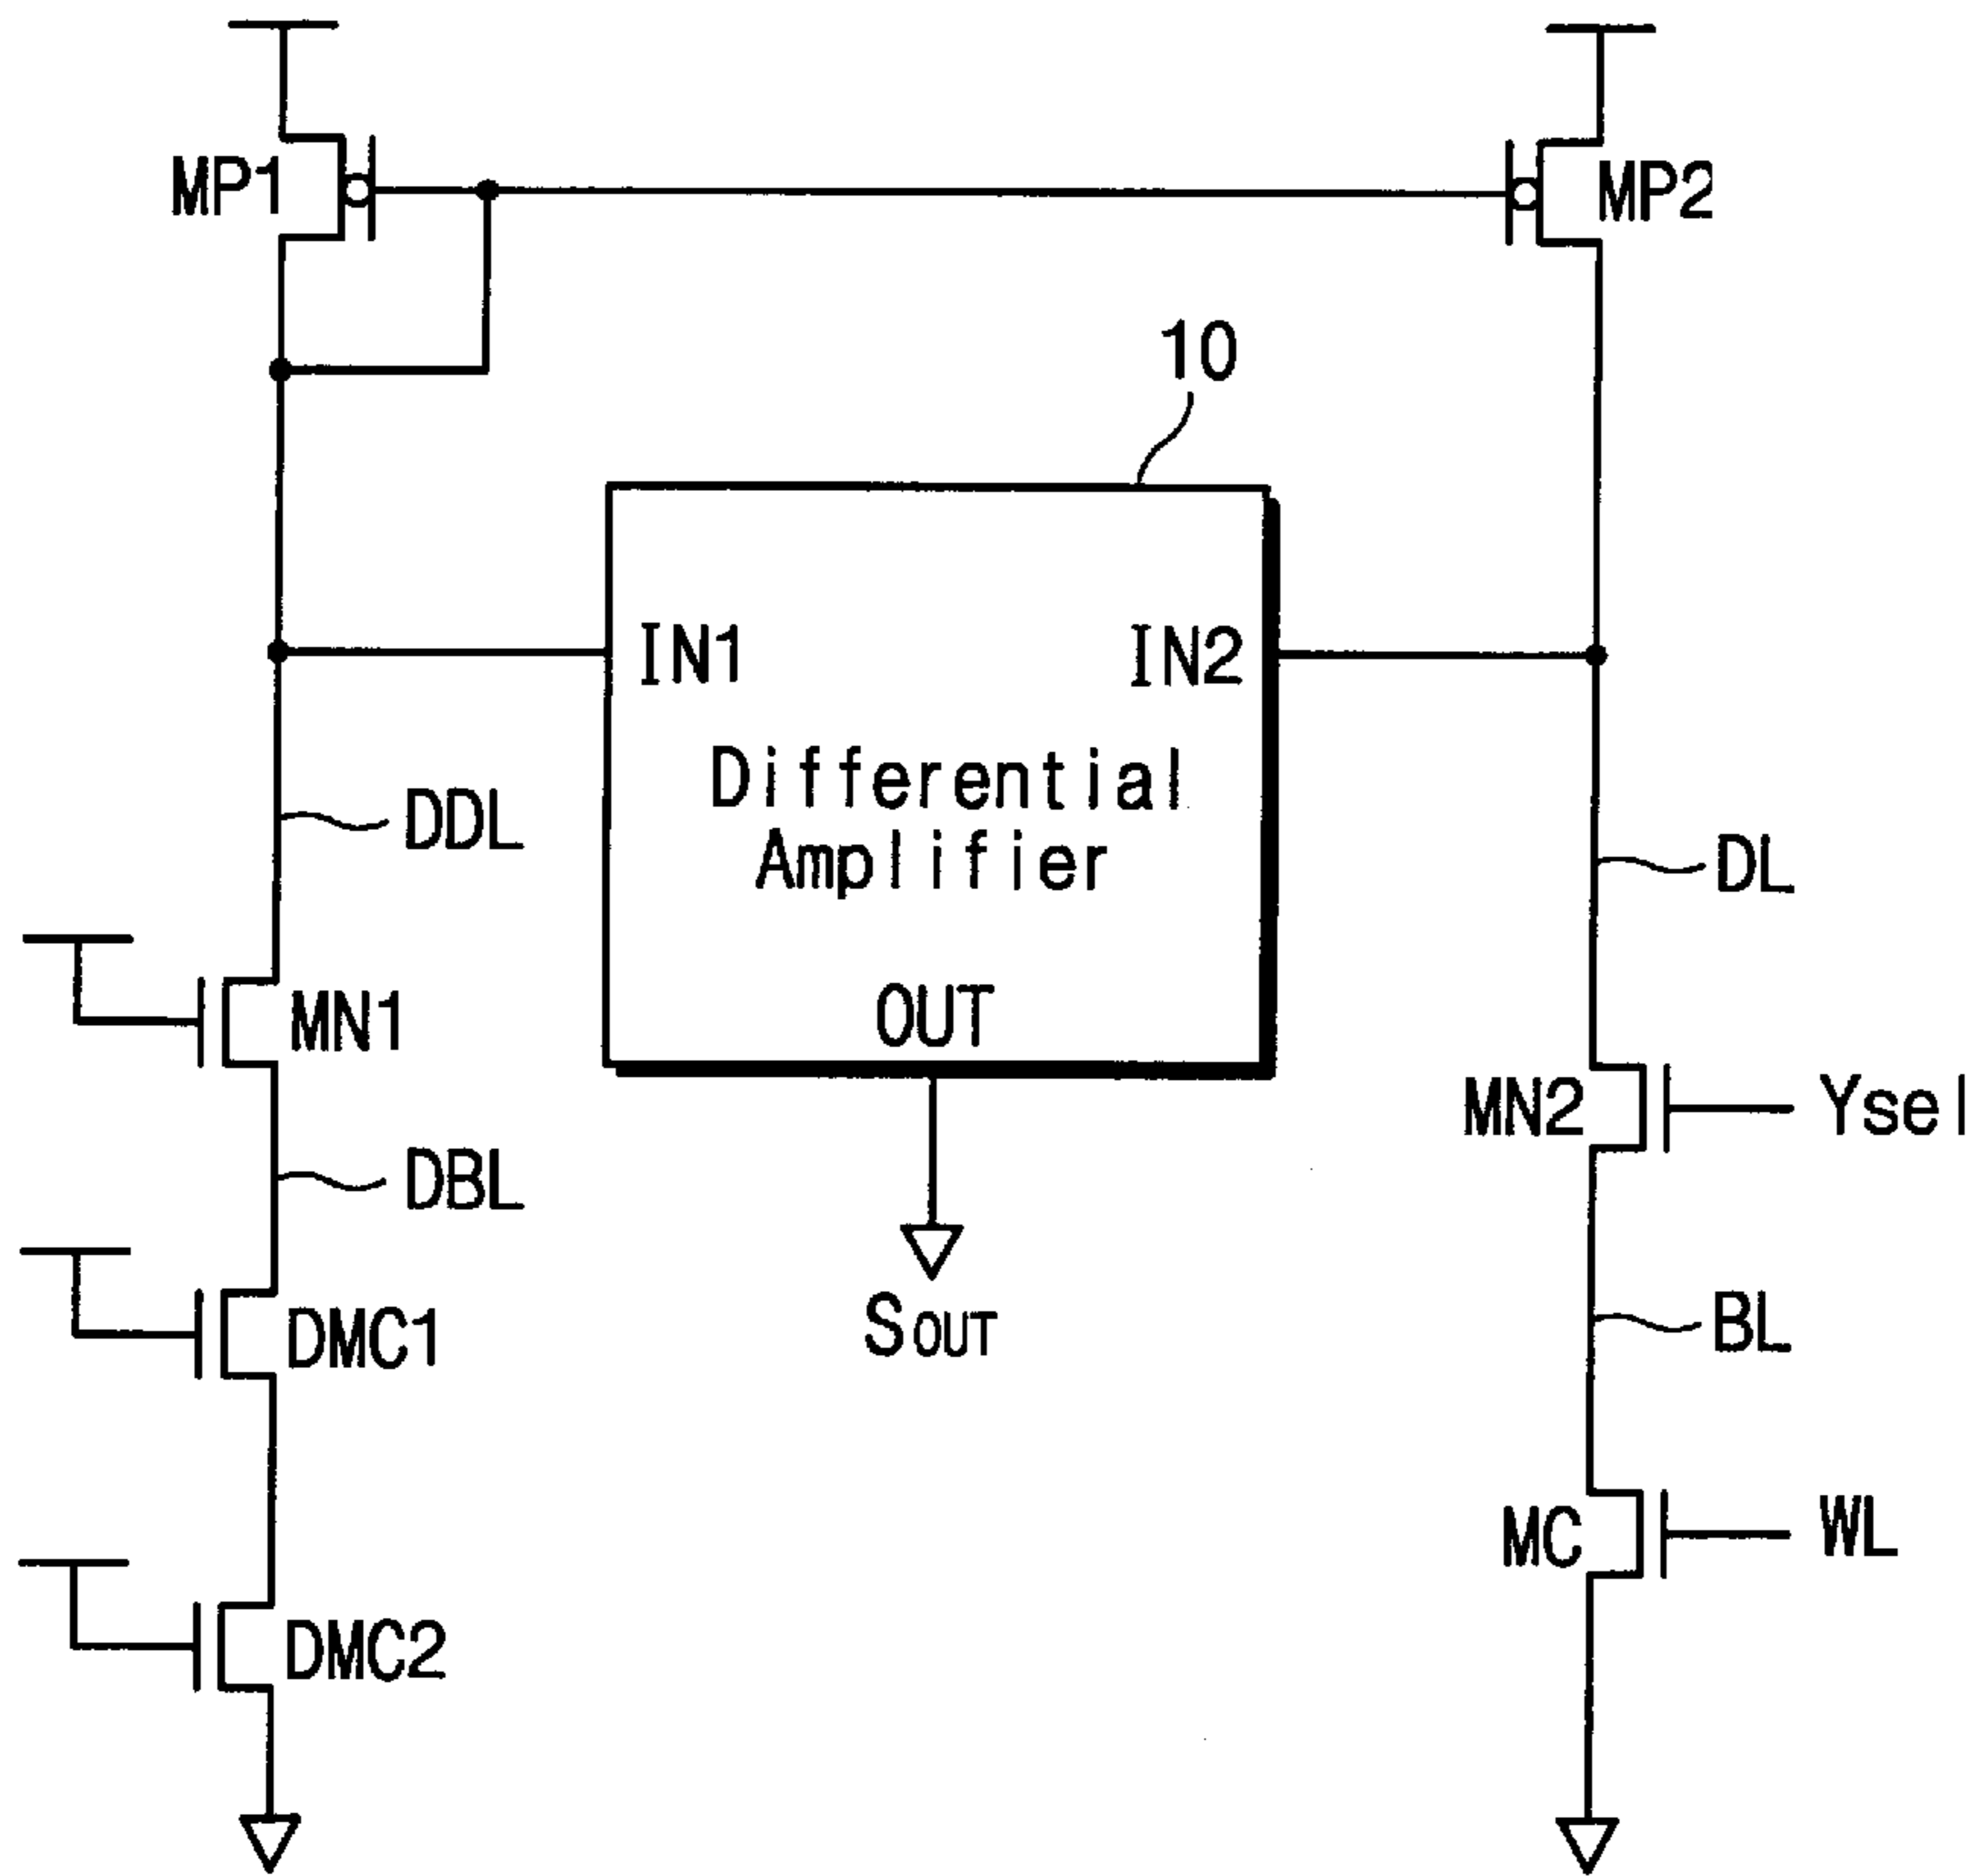 MP1
MP2
10
IN1 IN2
Differential
Amplifier
OUT
DDL
DL
MN1
MN2
Ysel
DBL
SOUT
BL
DMC1
MC
WL
DMC2